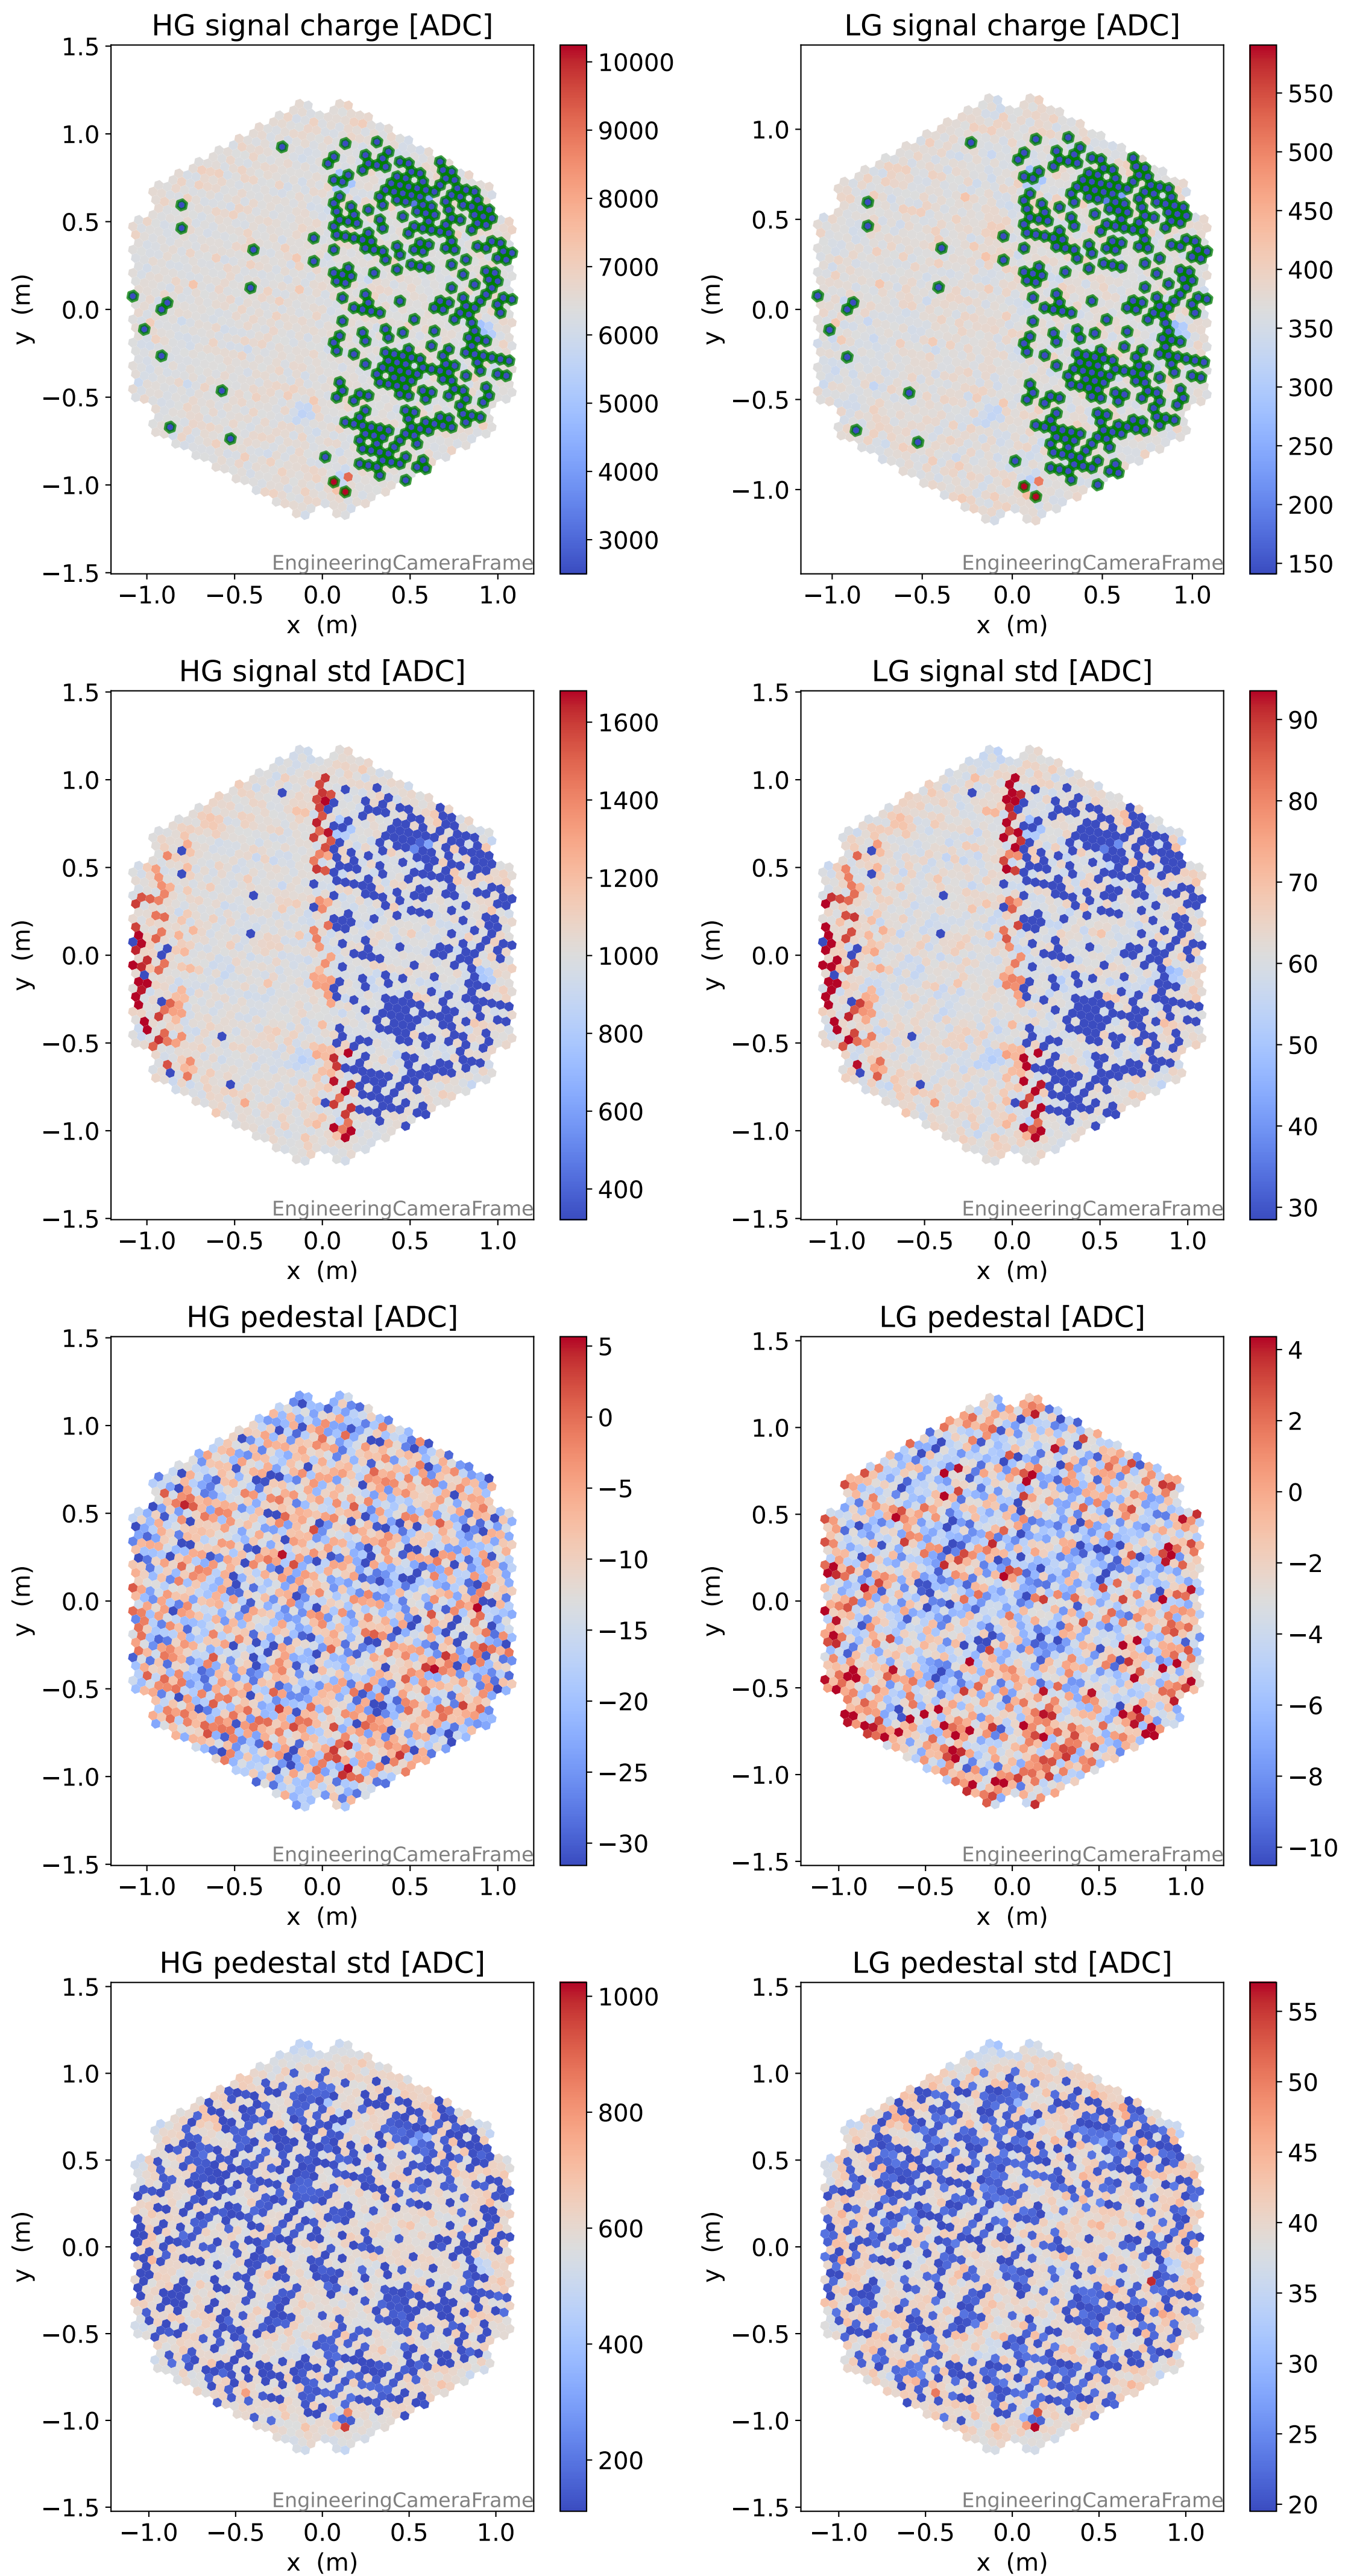 HG signal charge [ADC]
1.5
1.0
0.5
0.0
−0.5
−1.0
−1.5
y (m)
−1.0 −0.5 0.0 0.5 1.0
x (m)
EngineeringCameraFrame
10000
9000
8000
7000
6000
5000
4000
3000
LG signal charge [ADC]
1.5
1.0
0.5
0.0
−0.5
−1.0
y (m)
−1.0 −0.5 0.0 0.5 1.0
x (m)
EngineeringCameraFrame
550
500
450
400
350
300
250
200
150
HG signal std [ADC]
1.5
1.0
0.5
0.0
−0.5
−1.0
−1.5
y (m)
−1.0 −0.5 0.0 0.5 1.0
x (m)
EngineeringCameraFrame
1600
1400
1200
1000
800
600
400
LG signal std [ADC]
1.5
1.0
0.5
0.0
−0.5
−1.0
−1.5
y (m)
−1.0 −0.5 0.0 0.5 1.0
x (m)
EngineeringCameraFrame
90
80
70
60
50
40
30
HG pedestal [ADC]
1.5
1.0
0.5
0.0
−0.5
−1.0
−1.5
y (m)
−1.0 −0.5 0.0 0.5 1.0
x (m)
EngineeringCameraFrame
5
0
−5
−10
−15
−20
−25
−30
LG pedestal [ADC]
1.5
1.0
0.5
0.0
−0.5
−1.0
−1.5
y (m)
−1.0 −0.5 0.0 0.5 1.0
x (m)
EngineeringCameraFrame
4
2
0
−2
−4
−6
−8
−10
HG pedestal std [ADC]
1.5
1.0
0.5
0.0
−0.5
−1.0
−1.5
y (m)
−1.0 −0.5 0.0 0.5 1.0
x (m)
EngineeringCameraFrame
1000
800
600
400
200
LG pedestal std [ADC]
1.5
1.0
0.5
0.0
−0.5
−1.0
−1.5
y (m)
−1.0 −0.5 0.0 0.5 1.0
x (m)
EngineeringCameraFrame
55
50
45
40
35
30
25
20